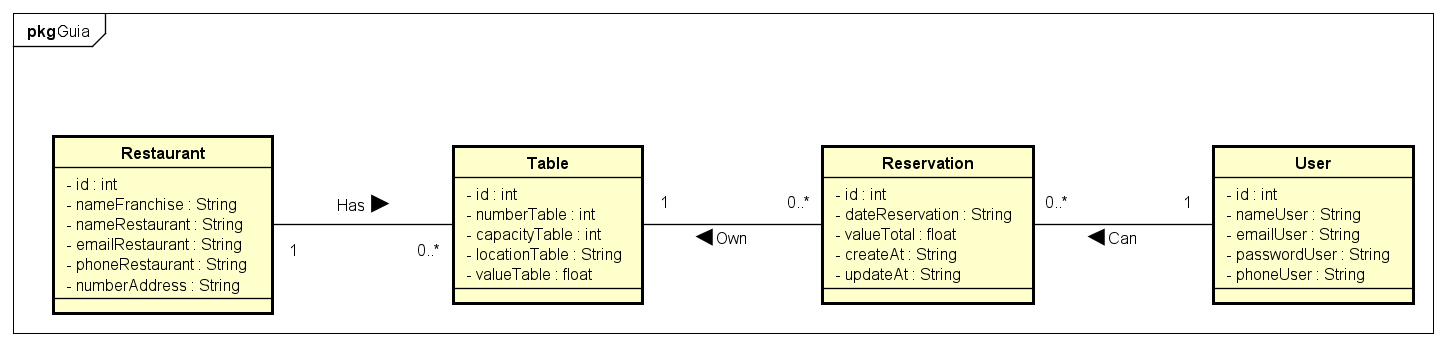 pkgGuia
Restaurant
- id : int
- nameFranchise : String
- nameRestaurant : String
- emailRestaurant : String
- phoneRestaurant : String
- numberAddress : String
Has
1
0..*
Table
- id : int
- numberTable : int
- capacityTable : int
- locationTable : String
- valueTable : float
1
0..*
Own
Reservation
- id : int
- dateReservation : String
- valueTotal : float
- createAt : String
- updateAt : String
0..*
1
Can
User
- id : int
- nameUser : String
- emailUser : String
- passwordUser : String
- phoneUser : String